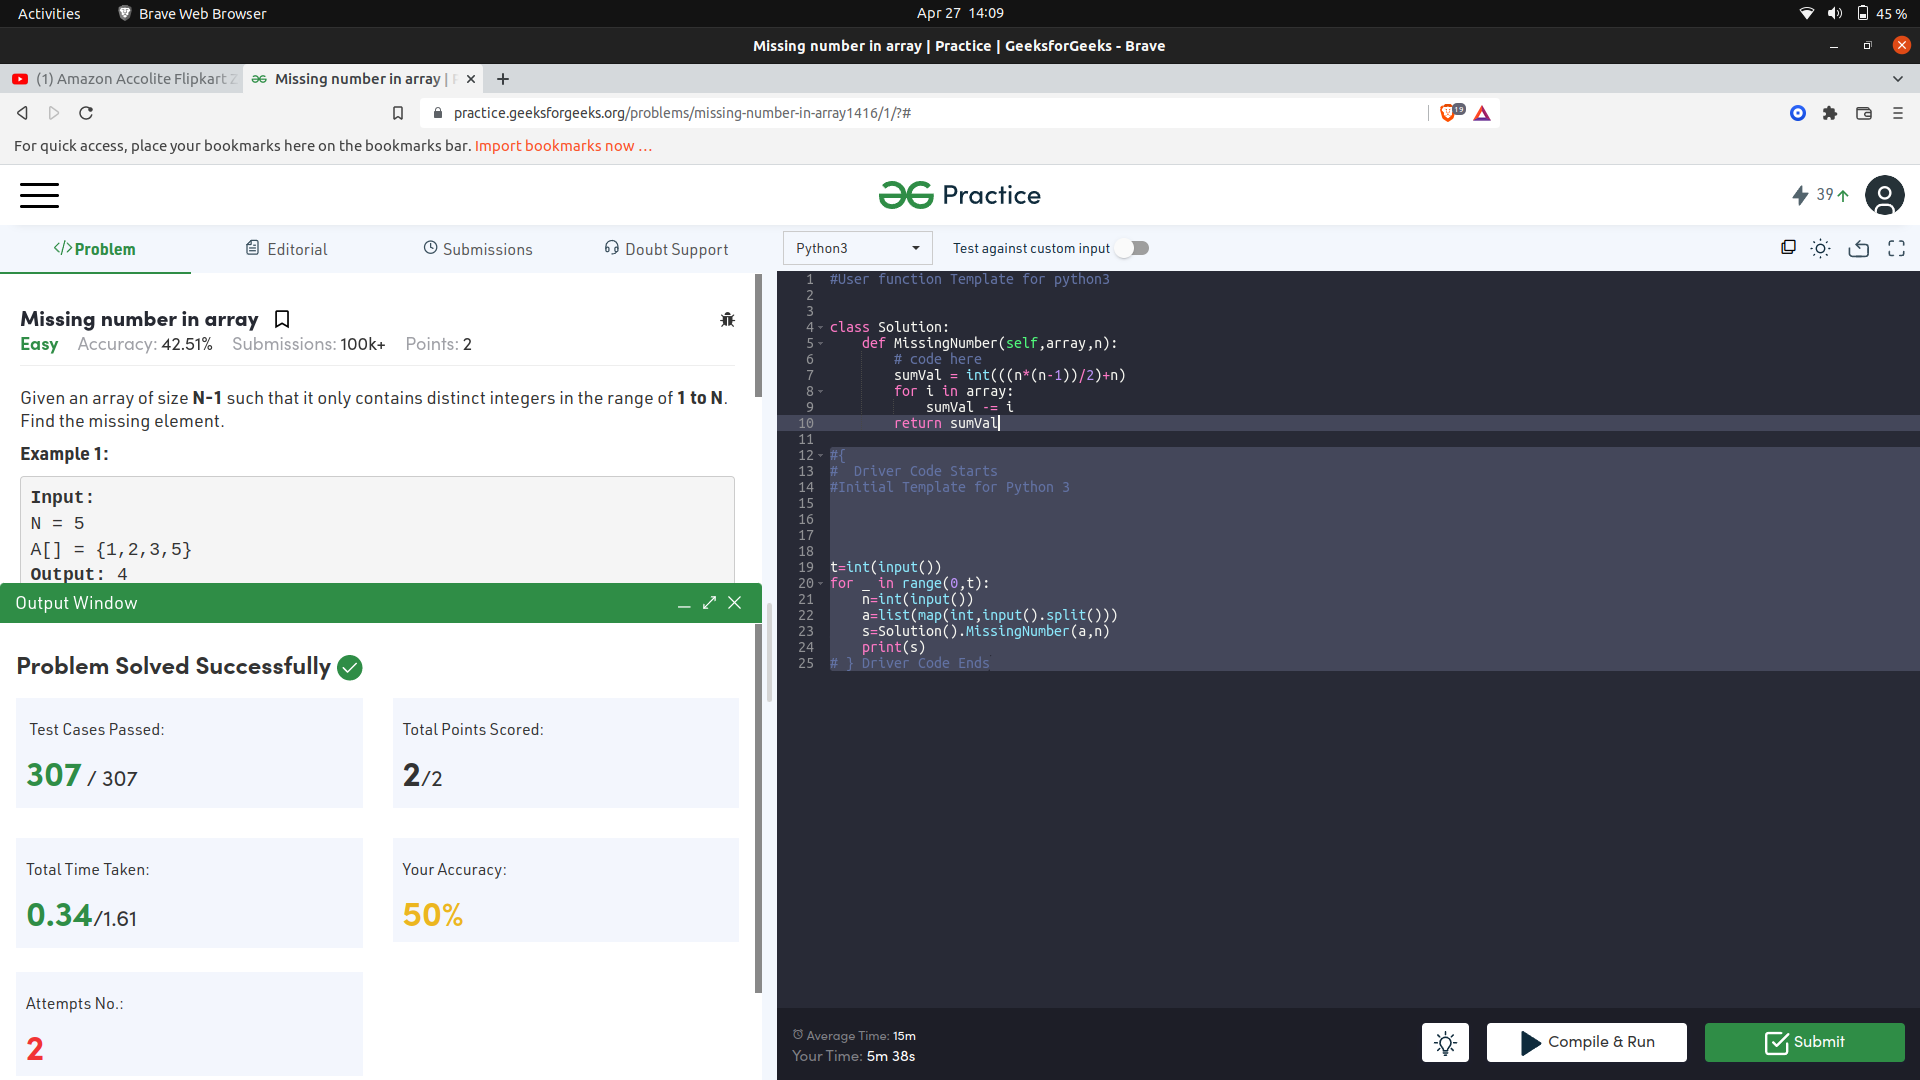 Activities
Brave Web Browser
Apr 27  14:09
45 %
Missing number in array | Practice | GeeksforGeeks - Brave
(1) Amazon Accolite Flipkart Z
Missing number in array | P
practice.geeksforgeeks.org/problems/missing-number-in-array1416/1/?#
19
For quick access, place your bookmarks here on the bookmarks bar. Import bookmarks now …
Practice
39
</>Problem
Editorial
Submissions
Doubt Support
Python3
Test against custom input
Missing number in array
Easy Accuracy: 42.51% Submissions: 100k+ Points: 2
Given an array of size N-1 such that it only contains distinct integers in the range of 1 to N.
Find the missing element.
Example 1:
Input:
N = 5
A[] = {1,2,3,5}
Output: 4
Output Window
Problem Solved Successfully
Test Cases Passed:
307 / 307
Total Points Scored:
2/2
Total Time Taken:
0.34/1.61
Your Accuracy:
50%
Attempts No.:
2
1 #User function Template for python3
2
3
4 class Solution:
5     def MissingNumber(self,array,n):
6         # code here
7         sumVal = int(((n*(n-1))/2)+n)
8         for i in array:
9             sumVal -= i
10         return sumVal
11
12 #{
13 #  Driver Code Starts
14 #Initial Template for Python 3
15
16
17
18
19 t=int(input())
20 for _ in range(0,t):
21     n=int(input())
22     a=list(map(int,input().split()))
23     s=Solution().MissingNumber(a,n)
24     print(s)
25 # } Driver Code Ends
Average Time: 15m
Your Time: 5m 38s
Compile & Run
Submit